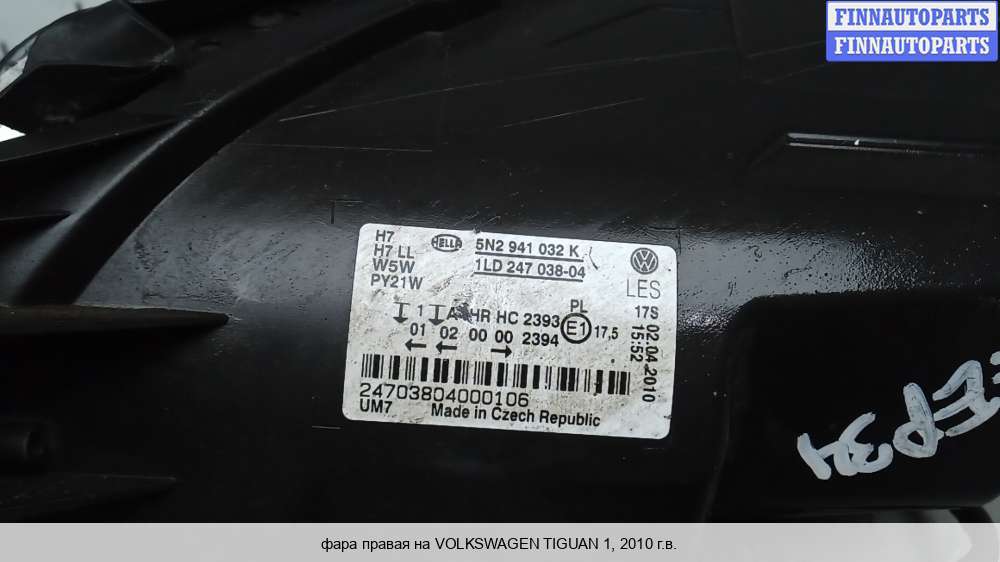 FINNAUTOPARTS
FINNAUTOPARTS
H7
H7 LL
W5W
PY21W
HELLA
5N2 941 032 K
1LD 247 038-04
LES
17S
02.04.2010
15:52
1 A HR HC 2393 PL
E1 17,5
01 02 00 00 2394
24703804000106
UM7 Made in Czech Republic
фара правая на VOLKSWAGEN TIGUAN 1, 2010 г.в.